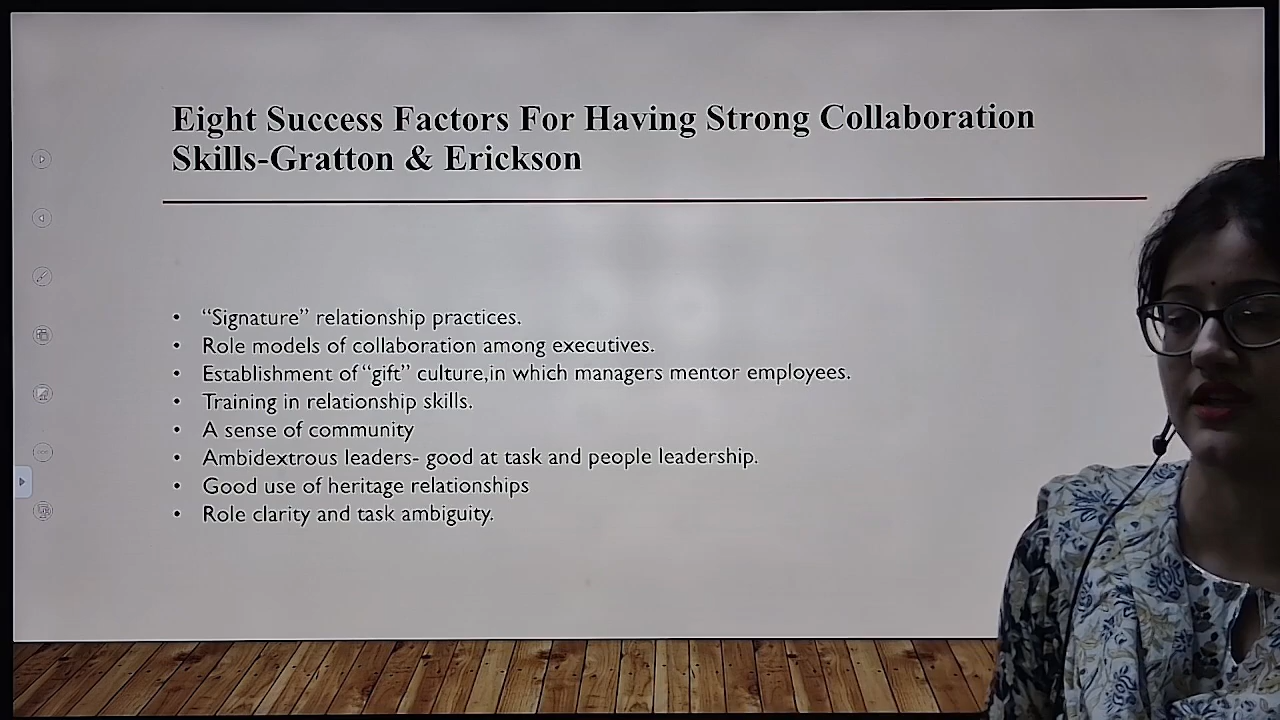 Eight Success Factors For Having Strong Collaboration
Skills-Gratton & Erickson
• “Signature” relationship practices.
• Role models of collaboration among executives.
• Establishment of “gift” culture,in which managers mentor employees.
• Training in relationship skills.
• A sense of community
• Ambidextrous leaders- good at task and people leadership.
• Good use of heritage relationships
• Role clarity and task ambiguity.